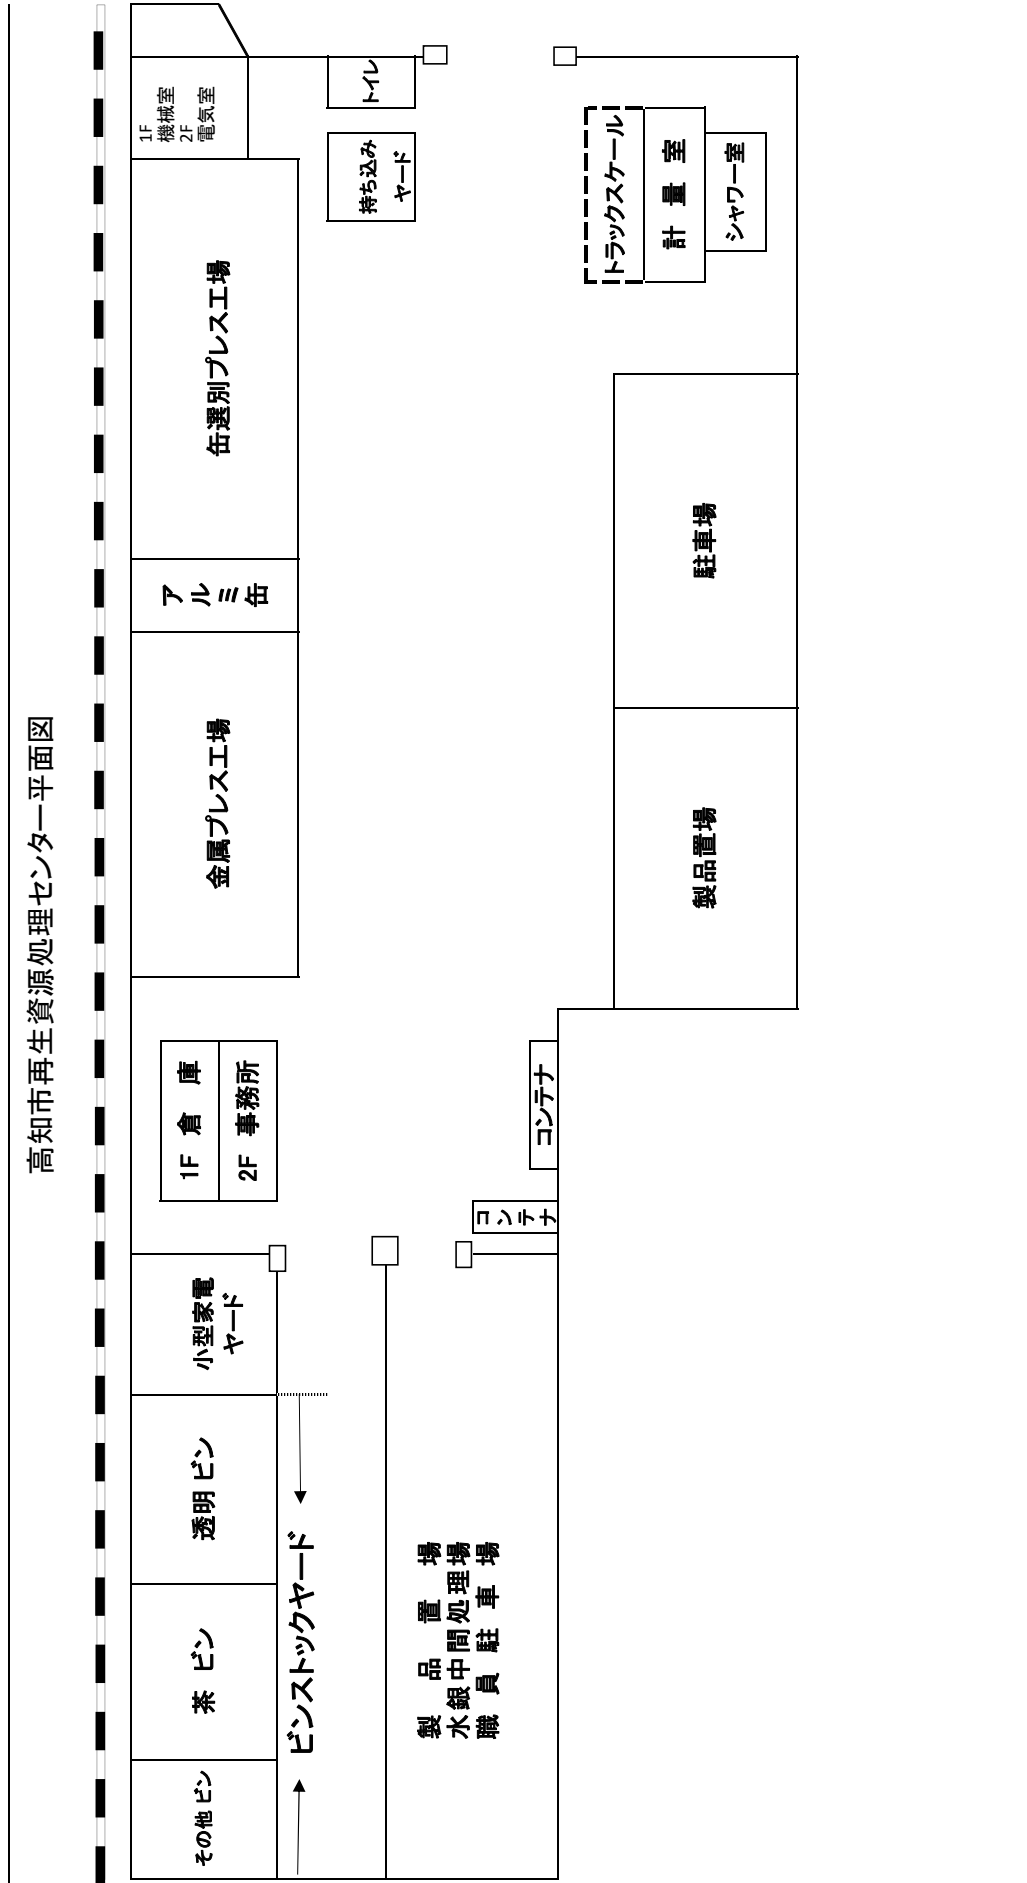 高知市再生資源処理センター平面図
その他 ビン
茶 ビン
透明 ビン
小型家電
ヤード
ビンストックヤード
製品置場
水銀中間処理場
職員駐車場
1F 倉 庫
2F 事務所
コンテナ
コンテナ
金属プレス工場
アルミ缶
缶選別プレス工場
1F
機械室
2F
電気室
トイレ
持ち込み
ヤード
トラックスケール
計量室
シャワー室
駐車場
製品置場